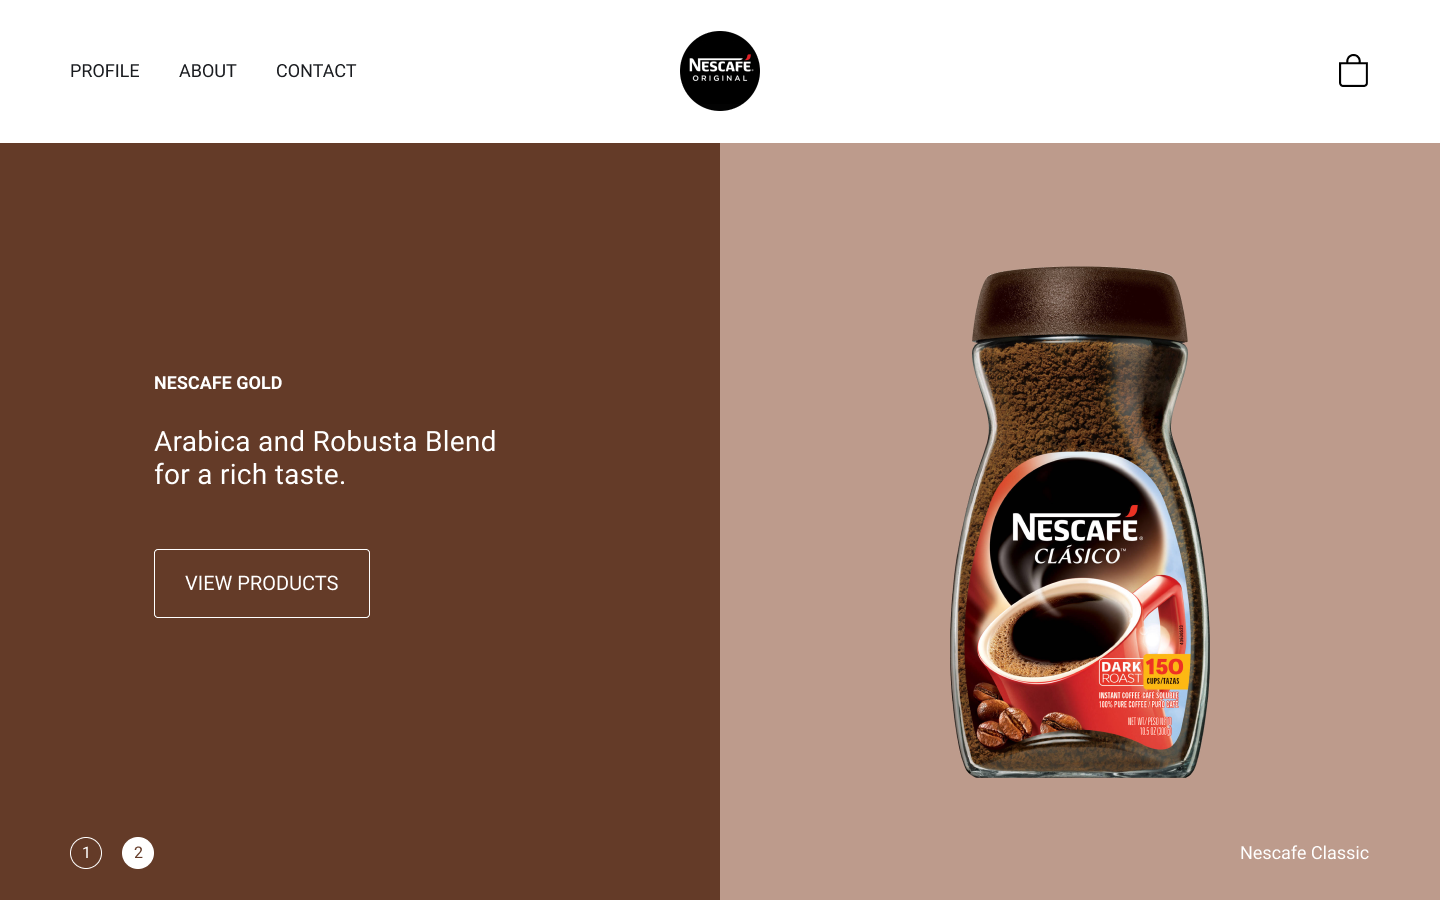 PROFILE ABOUT CONTACT
NESCAFÉ
ORIGINAL
NESCAFE GOLD
Arabica and Robusta Blend
for a rich taste.
VIEW PRODUCTS
1 2
NESCAFÉ
CLÁSICO™
DARK
ROAST
150
CUPS/TAZAS
INSTANT COFFEE CAFÉ SOLUBLE
100% PURE COFFEE / PURO CAFÉ
NET WT/PESO
10.5 OZ (300g)
Nescafe Classic